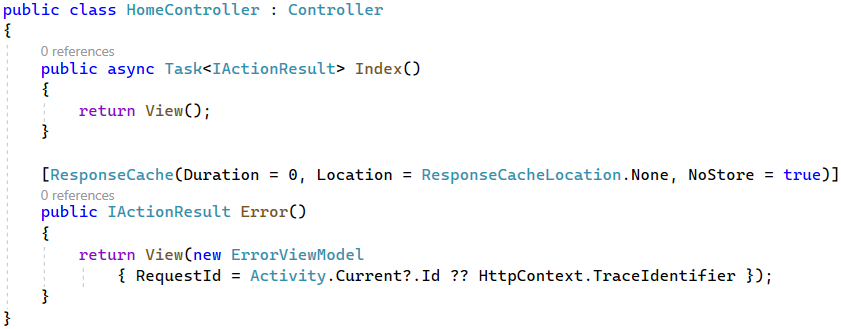 public class HomeController : Controller
{
0 references
public async Task<IActionResult> Index()
{
return View();
}
[ResponseCache(Duration = 0, Location = ResponseCacheLocation.None, NoStore = true)]
0 references
public IActionResult Error()
{
return View(new ErrorViewModel
{ RequestId = Activity.Current?.Id ?? HttpContext.TraceIdentifier });
}
}